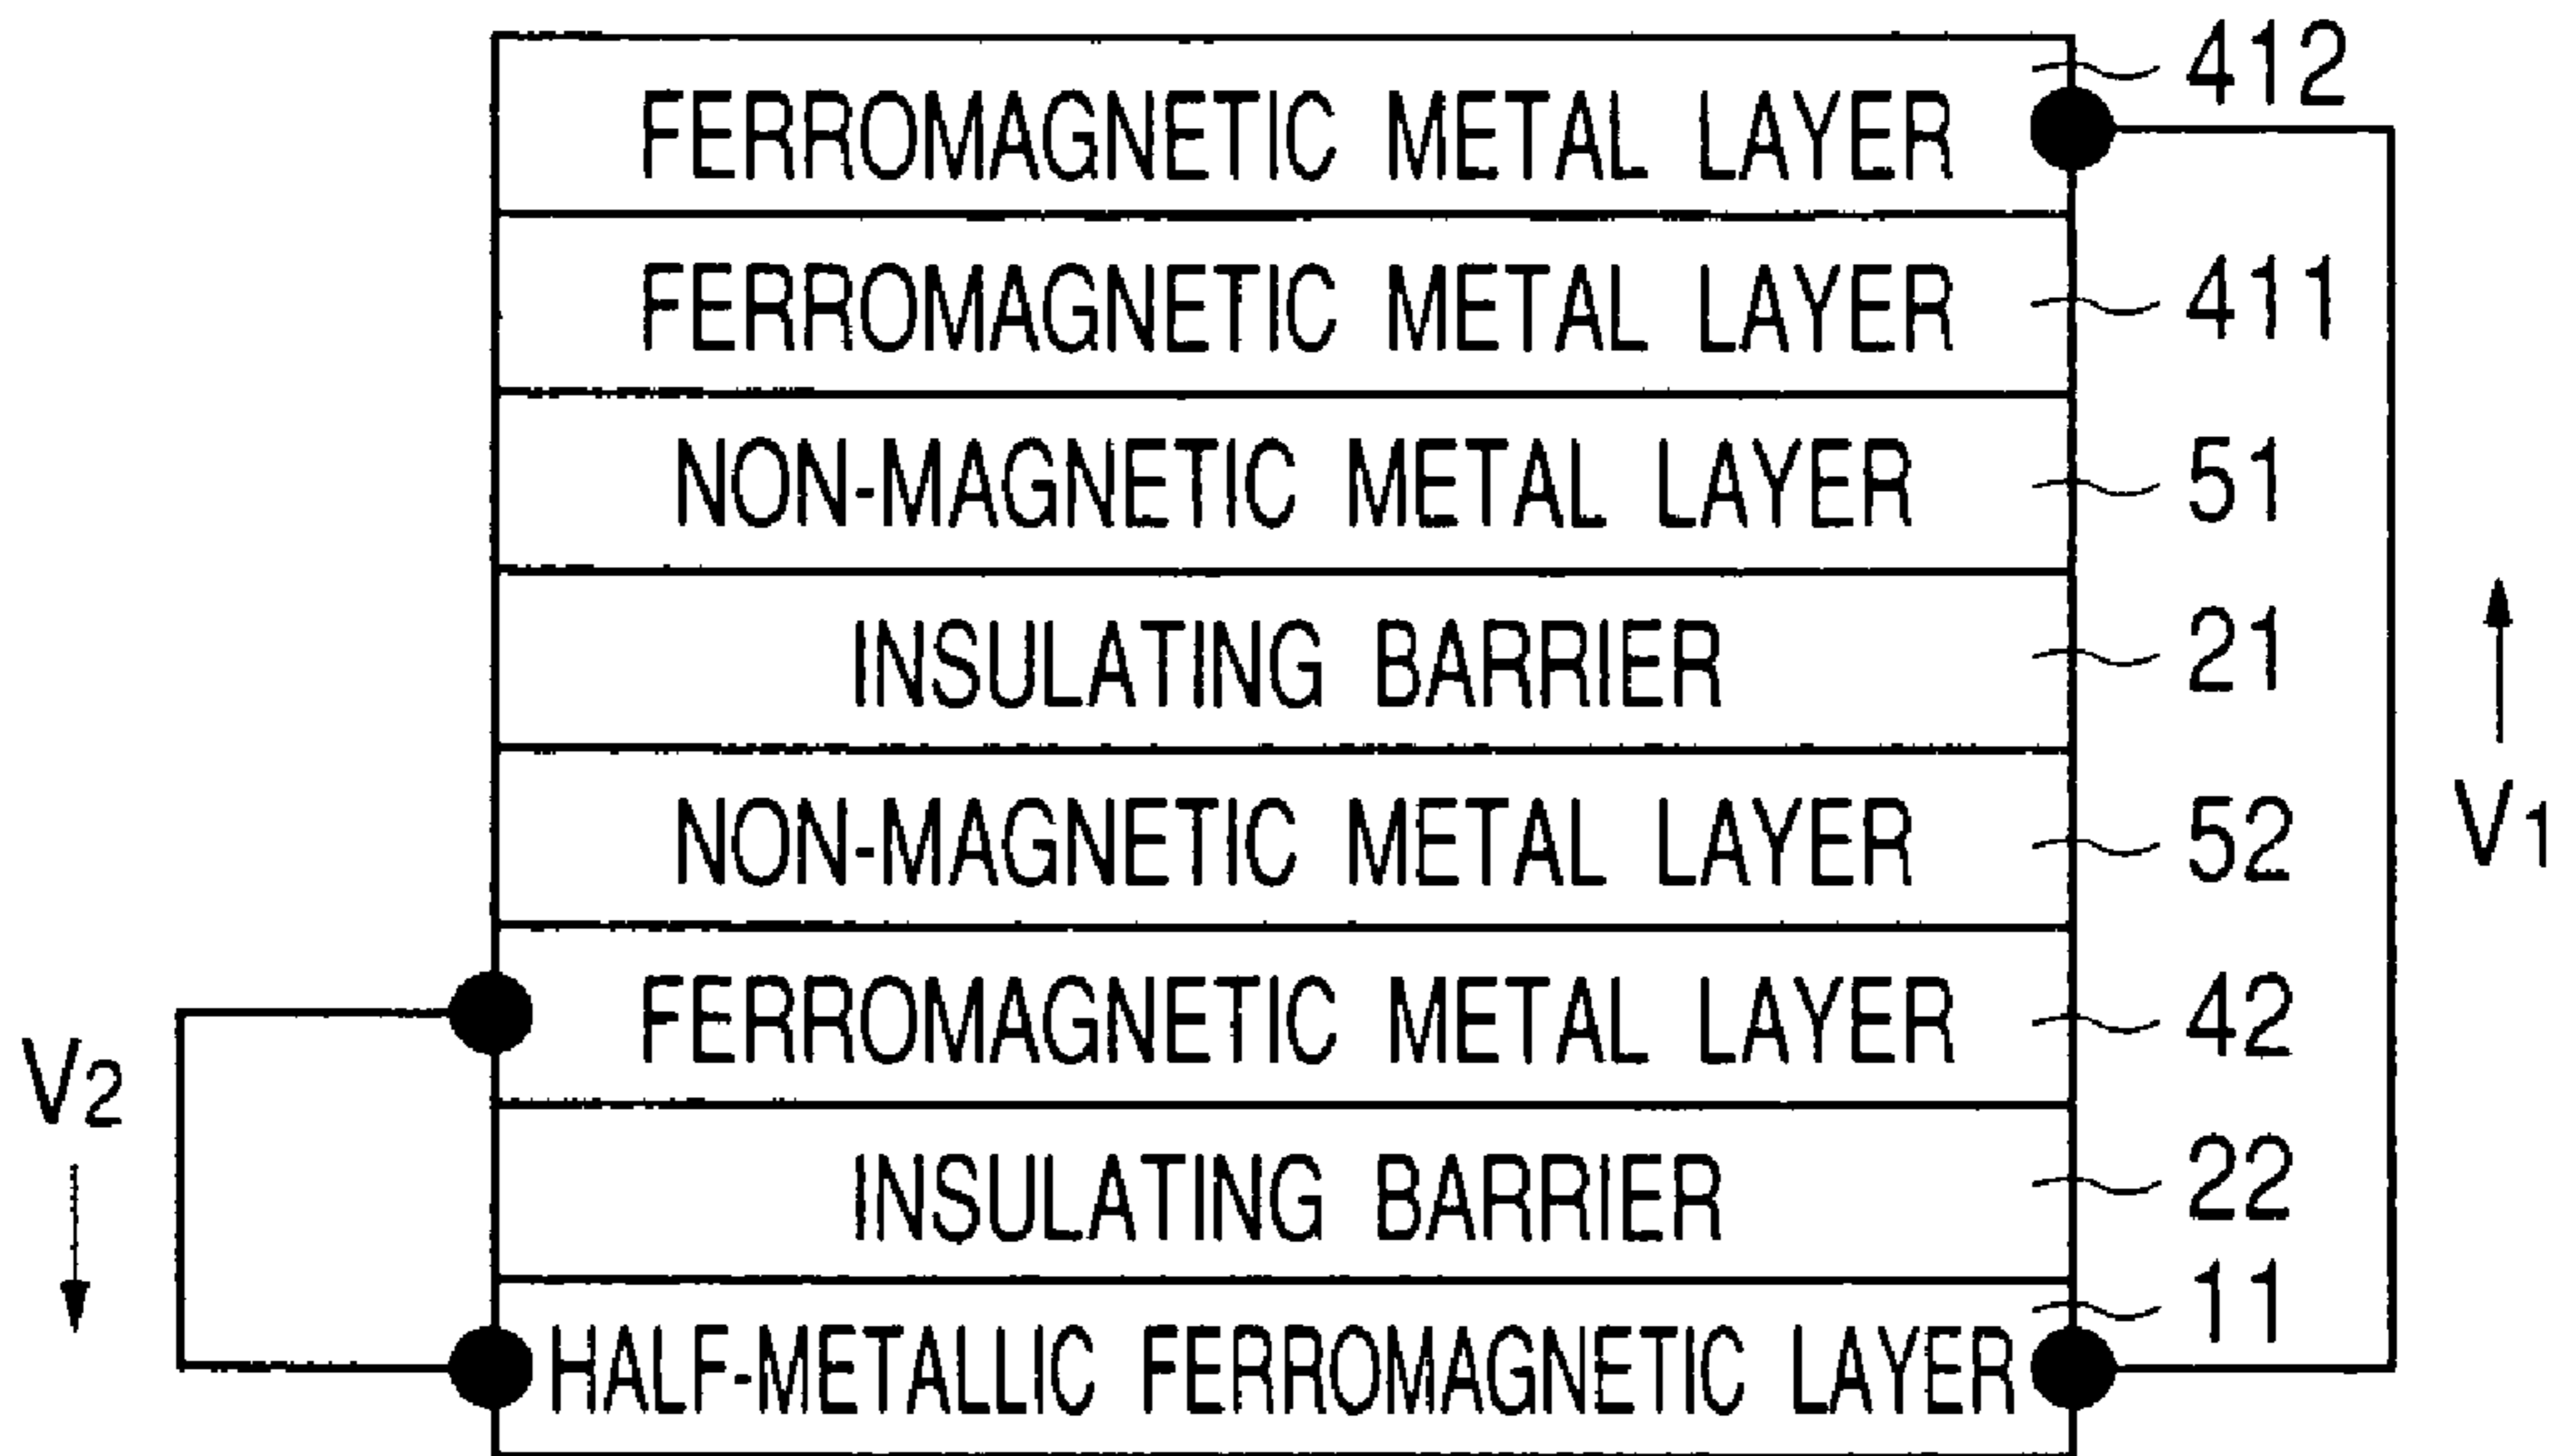 FERROMAGNETIC METAL LAYER 412
FERROMAGNETIC METAL LAYER 411
NON-MAGNETIC METAL LAYER 51
INSULATING BARRIER 21
NON-MAGNETIC METAL LAYER 52
V1
FERROMAGNETIC METAL LAYER 42
V2
INSULATING BARRIER 22
HALF-METALLIC FERROMAGNETIC LAYER 11